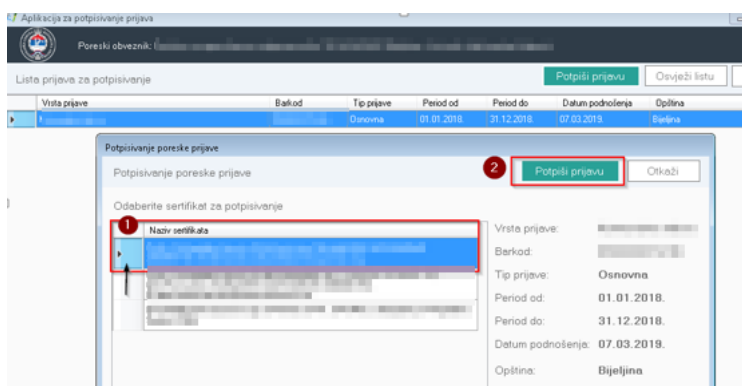 Aplikacija za potpisivanje prijava
Poreski obveznik:
Lista prijava za potpisivanje
Potpiši prijavu
Osvježi listu
Vrsta prijave Barkod Tip prijave Period od Period do Datum podnošenja Opština
Osnovna 01.01.2018. 31.12.2018. 07.03.2019. Bijeljina
Potpisivanje poreske prijave
Potpisivanje poreske prijave
2
Potpiši prijavu
Otkaži
Odaberite sertifikat za potpisivanje
1
Naziv sertifikata
Vrsta prijave:
Barkod:
Tip prijave: Osnovna
Period od: 01.01.2018.
Period do: 31.12.2018.
Datum podnošenja: 07.03.2019.
Opština: Bijeljina